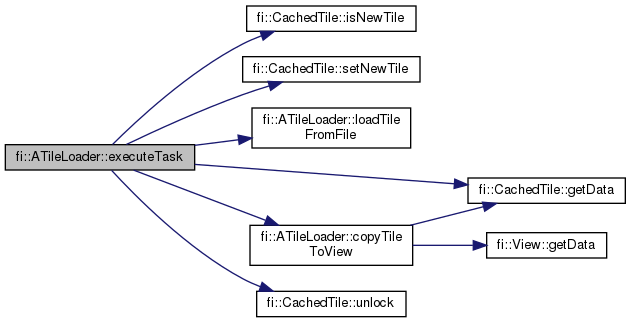 fi::CachedTile::isNewTile
fi::CachedTile::setNewTile
fi::ATileLoader::loadTile
FromFile
fi::ATileLoader::executeTask
fi::CachedTile::getData
fi::ATileLoader::copyTile
ToView
fi::View::getData
fi::CachedTile::unlock